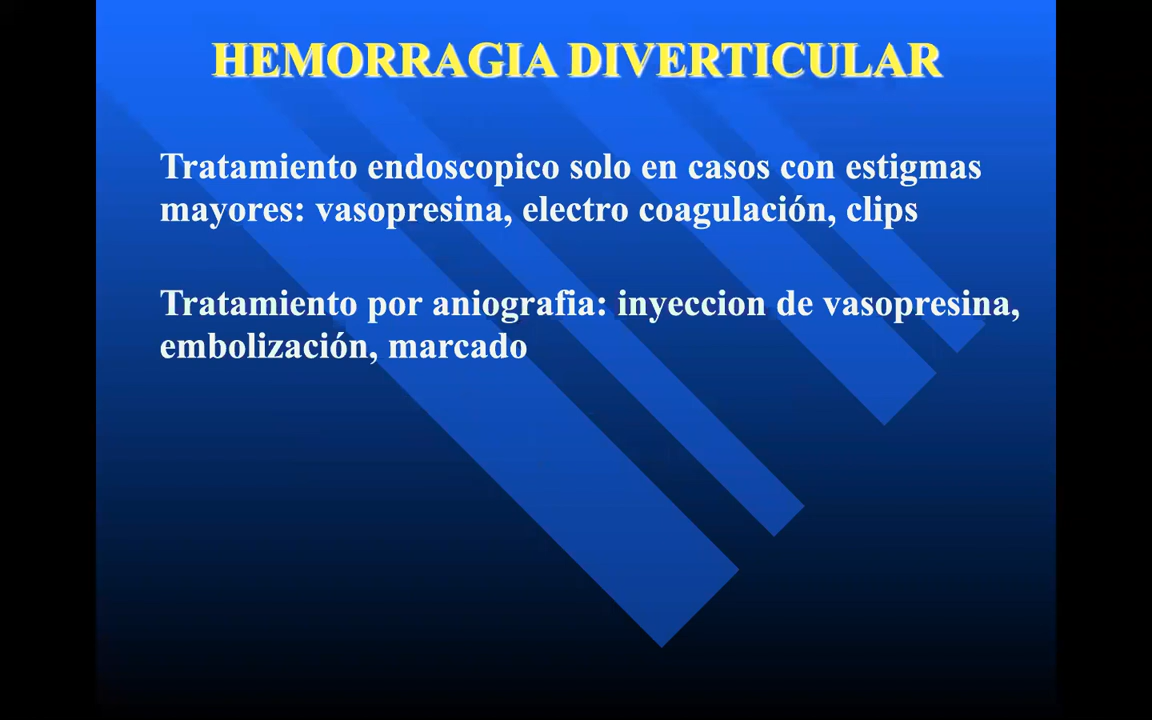 HEMORRAGIA DIVERTICULAR
Tratamiento endoscopico solo en casos con estigmas
mayores: vasopresina, electro coagulación, clips
Tratamiento por aniografia: inyeccion de vasopresina,
embolización, marcado